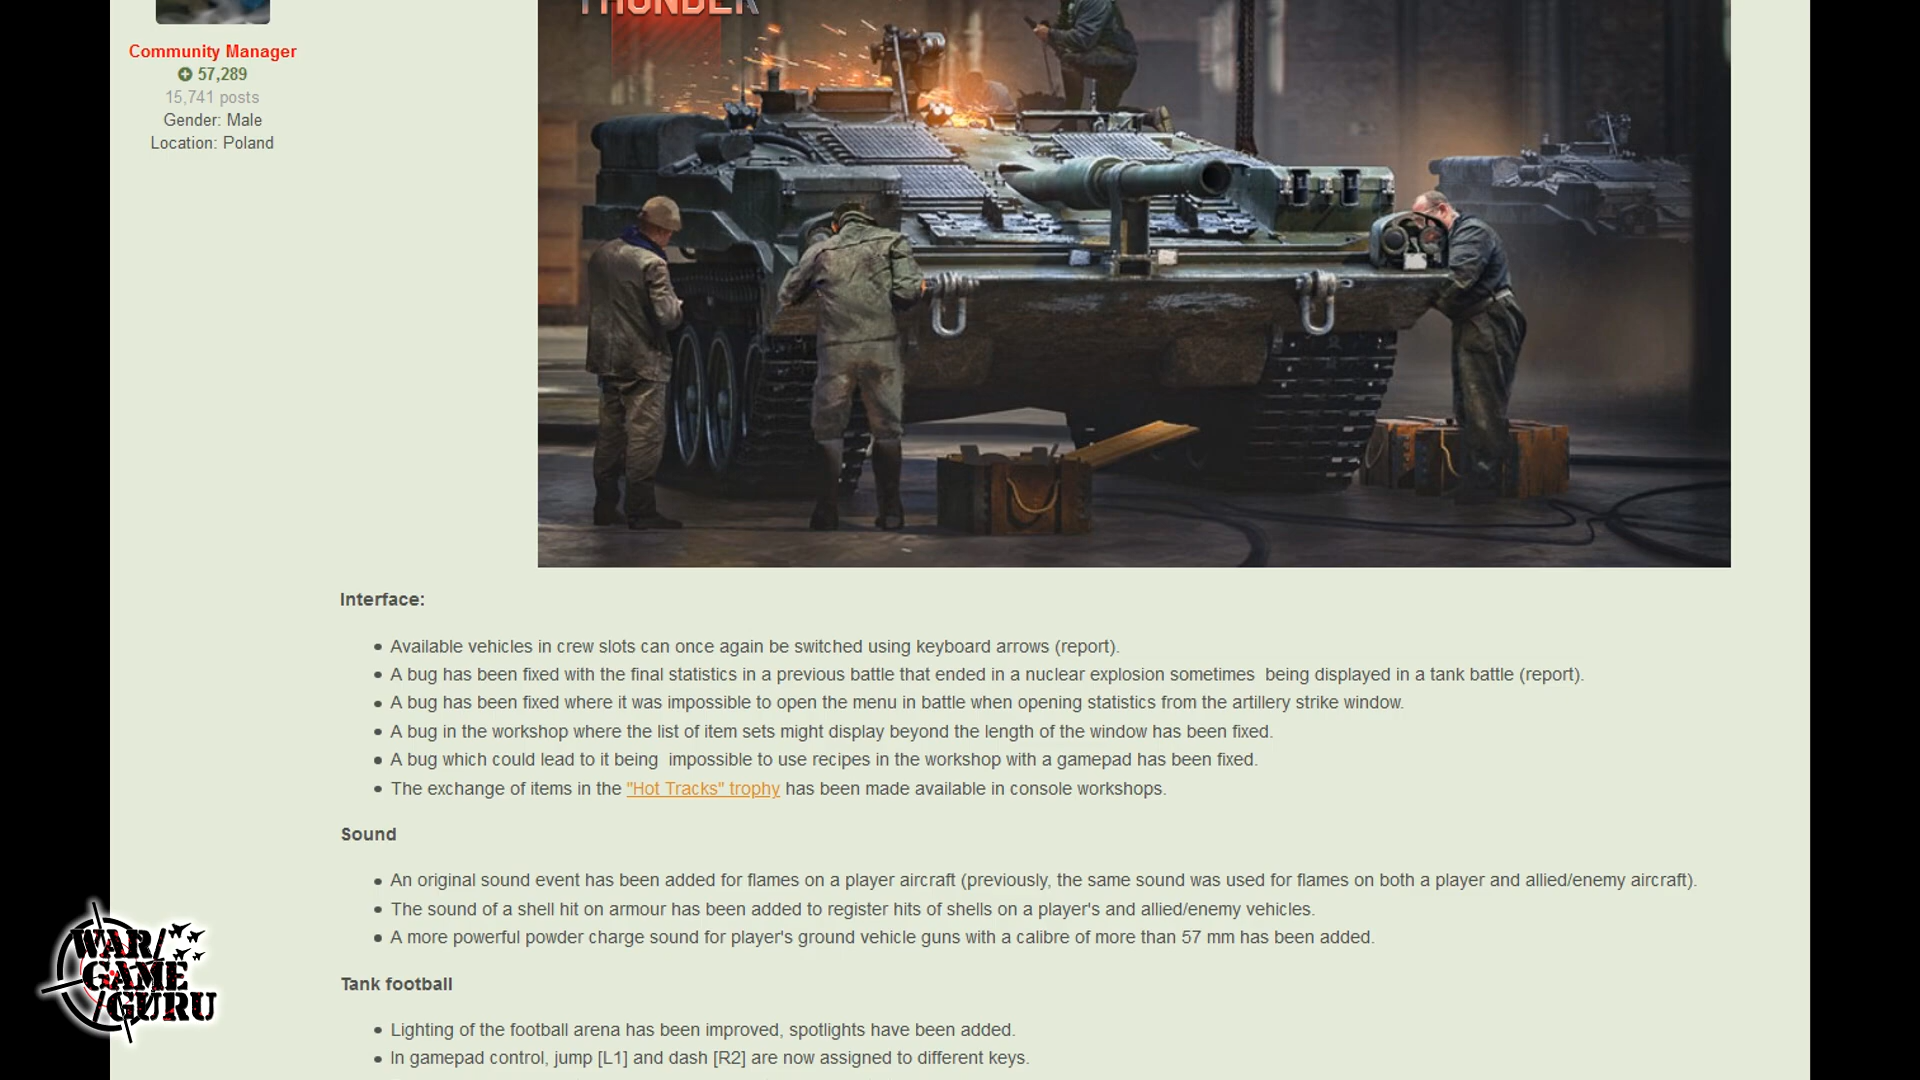 THUNDER
Community Manager
57,289
15,741 posts
Gender: Male
Location: Poland
Interface:
Available vehicles in crew slots can once again be switched using keyboard arrows (report).
A bug has been fixed with the final statistics in a previous battle that ended in a nuclear explosion sometimes  being displayed in a tank battle (report).
A bug has been fixed where it was impossible to open the menu in battle when opening statistics from the artillery strike window.
A bug in the workshop where the list of item sets might display beyond the length of the window has been fixed.
A bug which could lead to it being  impossible to use recipes in the workshop with a gamepad has been fixed.
The exchange of items in the "Hot Tracks" trophy has been made available in console workshops.
Sound
An original sound event has been added for flames on a player aircraft (previously, the same sound was used for flames on both a player and allied/enemy aircraft).
The sound of a shell hit on armour has been added to register hits of shells on a player's and allied/enemy vehicles.
A more powerful powder charge sound for player's ground vehicle guns with a calibre of more than 57 mm has been added.
Tank football
Lighting of the football arena has been improved, spotlights have been added.
In gamepad control, jump [L1] and dash [R2] are now assigned to different keys.
WAR/
GAME
/GURU